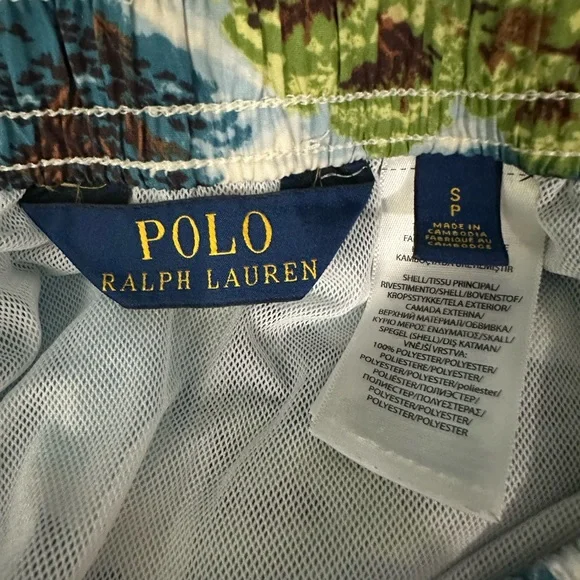 POLO
RALPH LAUREN
S
P
MADE IN
CAMBODIA
FABRIQUÉ AU
CAMBODGE
SHELL/TISSU PRINCIPAL/
RIVESTIMENTO/SHELL/BOVENSTOF/
KROPSSTYKKE/TELA EXTERIOR/
CAMADA EXTERNA/
ВЕРХНИЙ МАТЕРИАЛ/ОБШИВКА/
ΚΥΡΙΟ ΜΕΡΟΣ ΕΝΔΥΜΑΤΟΣ/SKALL/
SPEGEL (SHELL)/DIŞ KATMAN/
VNĚJŠÍ VRSTVA:
100% POLYESTER/POLYESTER/
POLIESTERE/POLYESTER/
POLYESTER/POLYESTER/poliester/
POLIÉSTER/ПОЛИЭСТЕР/
ПОЛИЕСТЕР/ΠΟΛΥΕΣΤΕΡΑΣ/
POLYESTER/POLYESTER/
POLYESTER/POLYESTER